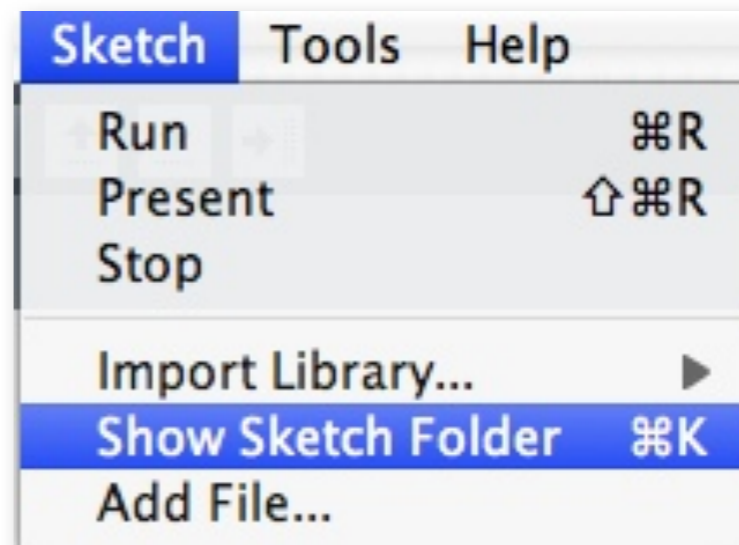 Sketch Tools Help
Run ⌘R
Present ⇧⌘R
Stop
Import Library... ▶
Show Sketch Folder ⌘K
Add File...